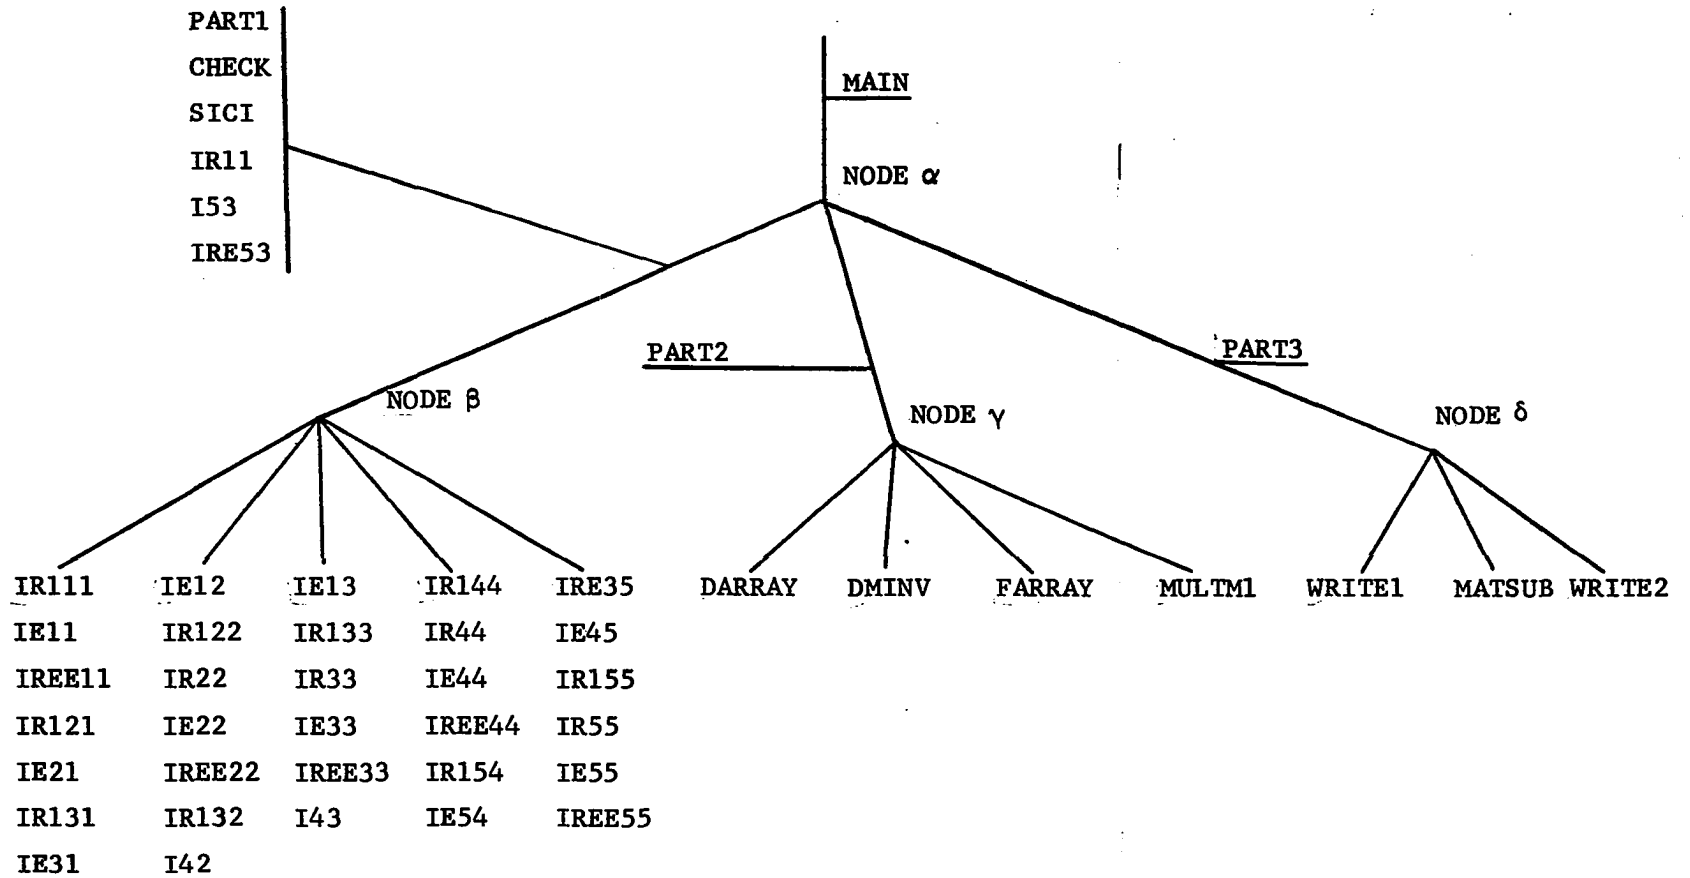 PART1
CHECK
SICI
IR11
I53
IRE53
MAIN
NODE α
PART2
PART3
NODE β
NODE γ
NODE δ
IR111 IE12 IE13 IR144 IRE35 DARRAY DMINV FARRAY MULTM1 WRITE1 MATSUB WRITE2
IE11 IR122 IR133 IR44 IE45
IREE11 IR22 IR33 IE44 IR155
IR121 IE22 IE33 IREE44 IR55
IE21 IREE22 IREE33 IR154 IE55
IR131 IR132 I43 IE54 IREE55
IE31 I42